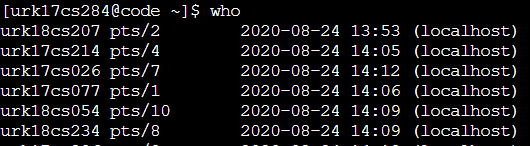 [urk17cs284@code ~]$ who
urk18cs207 pts/2        2020-08-24 13:53 (localhost)
urk17cs214 pts/4        2020-08-24 14:05 (localhost)
urk17cs026 pts/7        2020-08-24 14:12 (localhost)
urk17cs077 pts/1        2020-08-24 14:06 (localhost)
urk18cs054 pts/10       2020-08-24 14:09 (localhost)
urk18cs234 pts/8        2020-08-24 14:09 (localhost)